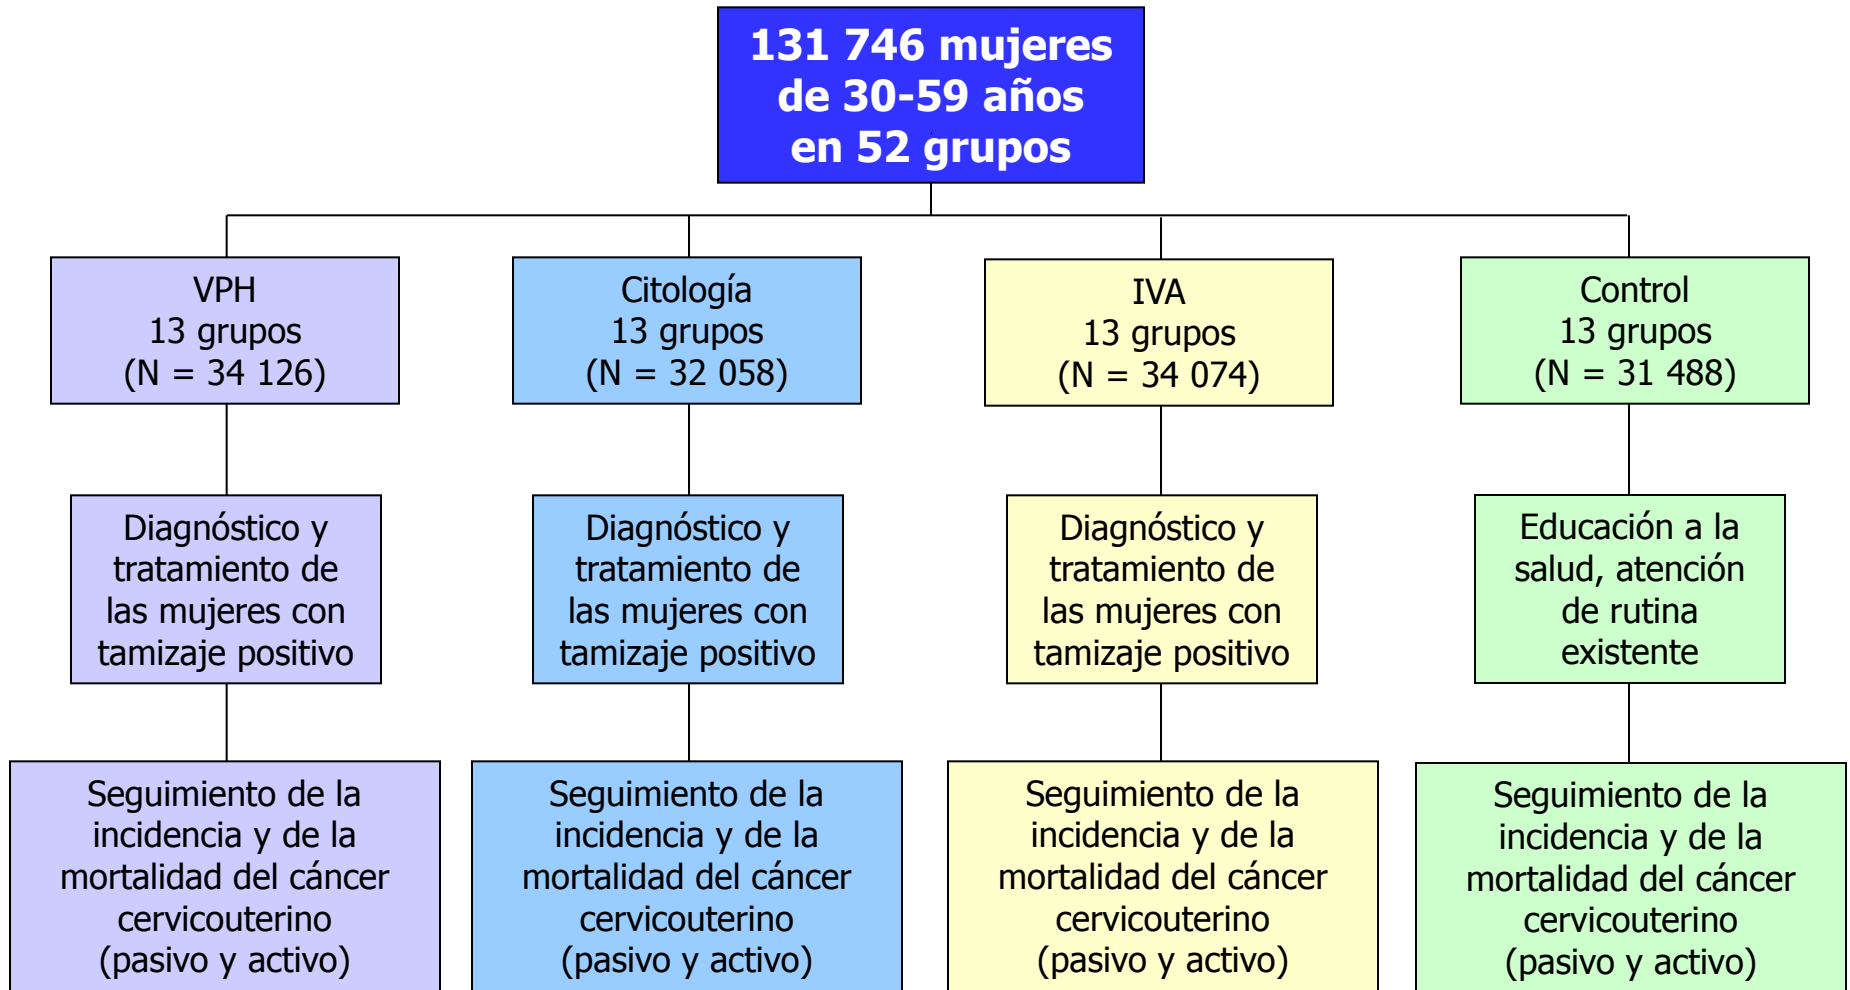 131 746 mujeres
de 30-59 años
en 52 grupos
VPH
13 grupos
(N = 34 126)
Citología
13 grupos
(N = 32 058)
IVA
13 grupos
(N = 34 074)
Control
13 grupos
(N = 31 488)
Diagnóstico y
tratamiento de
las mujeres con
tamizaje positivo
Diagnóstico y
tratamiento de
las mujeres con
tamizaje positivo
Diagnóstico y
tratamiento de
las mujeres con
tamizaje positivo
Educación a la
salud, atención
de rutina
existente
Seguimiento de la
incidencia y de la
mortalidad del cáncer
cervicouterino
(pasivo y activo)
Seguimiento de la
incidencia y de la
mortalidad del cáncer
cervicouterino
(pasivo y activo)
Seguimiento de la
incidencia y de la
mortalidad del cáncer
cervicouterino
(pasivo y activo)
Seguimiento de la
incidencia y de la
mortalidad del cáncer
cervicouterino
(pasivo y activo)